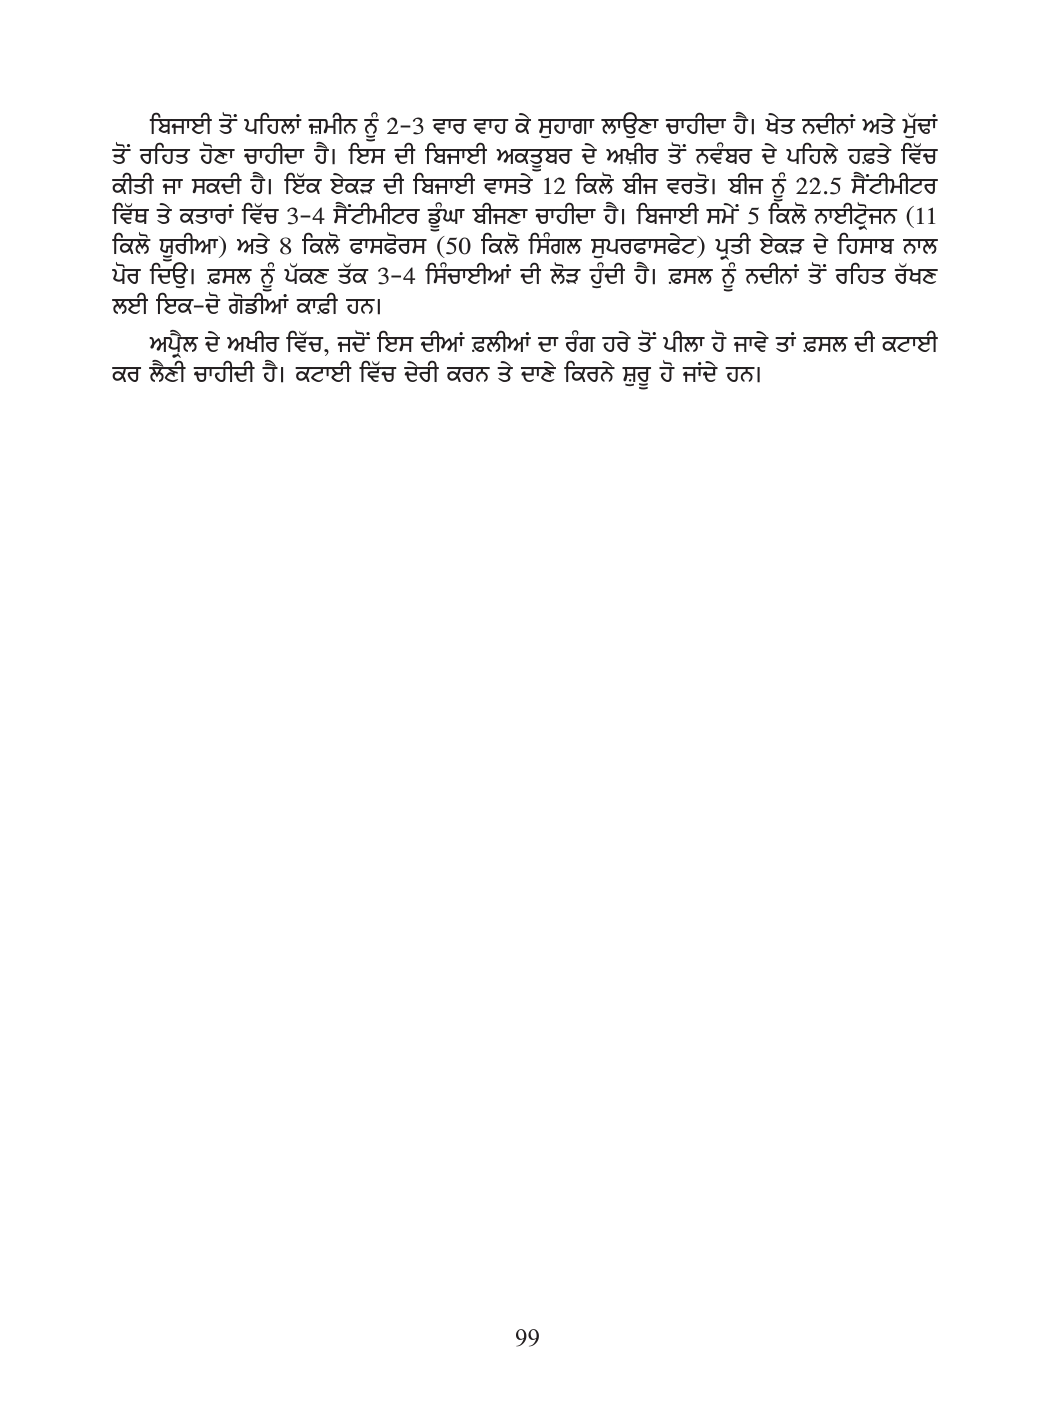 ਬਿਜਾਈ ਤੋਂ ਪਹਿਲਾਂ ਜ਼ਮੀਨ ਨੂੰ 2-3 ਵਾਰ ਵਾਹ ਕੇ ਸੁਹਾਗਾ ਲਾਉਣਾ ਚਾਹੀਦਾ ਹੈ। ਖੇਤ ਨਦੀਨਾਂ ਅਤੇ ਮੁੱਢਾਂ
ਤੋਂ ਰਹਿਤ ਹੋਣਾ ਚਾਹੀਦਾ ਹੈ। ਇਸ ਦੀ ਬਿਜਾਈ ਅਕਤੂਬਰ ਦੇ ਅਖ਼ੀਰ ਤੋਂ ਨਵੰਬਰ ਦੇ ਪਹਿਲੇ ਹਫ਼ਤੇ ਵਿੱਚ
ਕੀਤੀ ਜਾ ਸਕਦੀ ਹੈ। ਇੱਕ ਏਕੜ ਦੀ ਬਿਜਾਈ ਵਾਸਤੇ 12 ਕਿਲੋ ਬੀਜ ਵਰਤੋ। ਬੀਜ ਨੂੰ 22.5 ਸੈਂਟੀਮੀਟਰ
ਵਿੱਥ ਤੇ ਕਤਾਰਾਂ ਵਿੱਚ 3-4 ਸੈਂਟੀਮੀਟਰ ਡੂੰਘਾ ਬੀਜਣਾ ਚਾਹੀਦਾ ਹੈ। ਬਿਜਾਈ ਸਮੇਂ 5 ਕਿਲੋ ਨਾਈਟ੍ਰੋਜਨ (11
ਕਿਲੋ ਯੂਰੀਆ) ਅਤੇ 8 ਕਿਲੋ ਫਾਸਫੋਰਸ (50 ਕਿਲੋ ਸਿੰਗਲ ਸੁਪਰਫਾਸਫੇਟ) ਪ੍ਰਤੀ ਏਕੜ ਦੇ ਹਿਸਾਬ ਨਾਲ
ਪੋਰ ਦਿਉ। ਫ਼ਸਲ ਨੂੰ ਪੱਕਣ ਤੱਕ 3-4 ਸਿੰਚਾਈਆਂ ਦੀ ਲੋੜ ਹੁੰਦੀ ਹੈ। ਫ਼ਸਲ ਨੂੰ ਨਦੀਨਾਂ ਤੋਂ ਰਹਿਤ ਰੱਖਣ
ਲਈ ਇਕ-ਦੋ ਗੋਡੀਆਂ ਕਾਫ਼ੀ ਹਨ।
ਅਪ੍ਰੈਲ ਦੇ ਅਖੀਰ ਵਿੱਚ, ਜਦੋਂ ਇਸ ਦੀਆਂ ਫ਼ਲੀਆਂ ਦਾ ਰੰਗ ਹਰੇ ਤੋਂ ਪੀਲਾ ਹੋ ਜਾਵੇ ਤਾਂ ਫ਼ਸਲ ਦੀ ਕਟਾਈ
ਕਰ ਲੈਣੀ ਚਾਹੀਦੀ ਹੈ। ਕਟਾਈ ਵਿੱਚ ਦੇਰੀ ਕਰਨ ਤੇ ਦਾਣੇ ਕਿਰਨੇ ਸ਼ੁਰੂ ਹੋ ਜਾਂਦੇ ਹਨ।
99